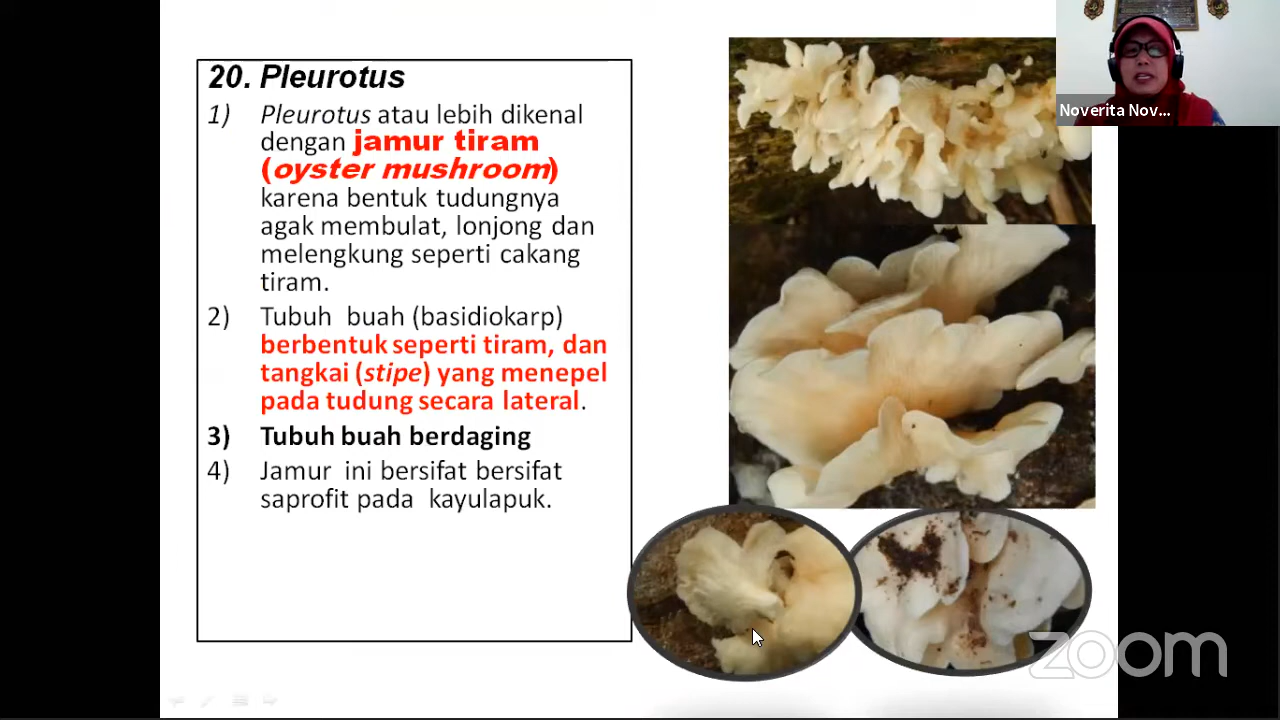 20. Pleurotus
1) Pleurotus atau lebih dikenal
dengan jamur tiram
(oyster mushroom)
karena bentuk tudungnya
agak membulat, lonjong dan
melengkung seperti cakang
tiram.
2) Tubuh buah (basidiokarp)
berbentuk seperti tiram, dan
tangkai (stipe) yang menepel
pada tudung secara lateral.
3) Tubuh buah berdaging
4) Jamur ini bersifat bersifat
saprofit pada kayulapuk.
Noverita Nov...
zoom